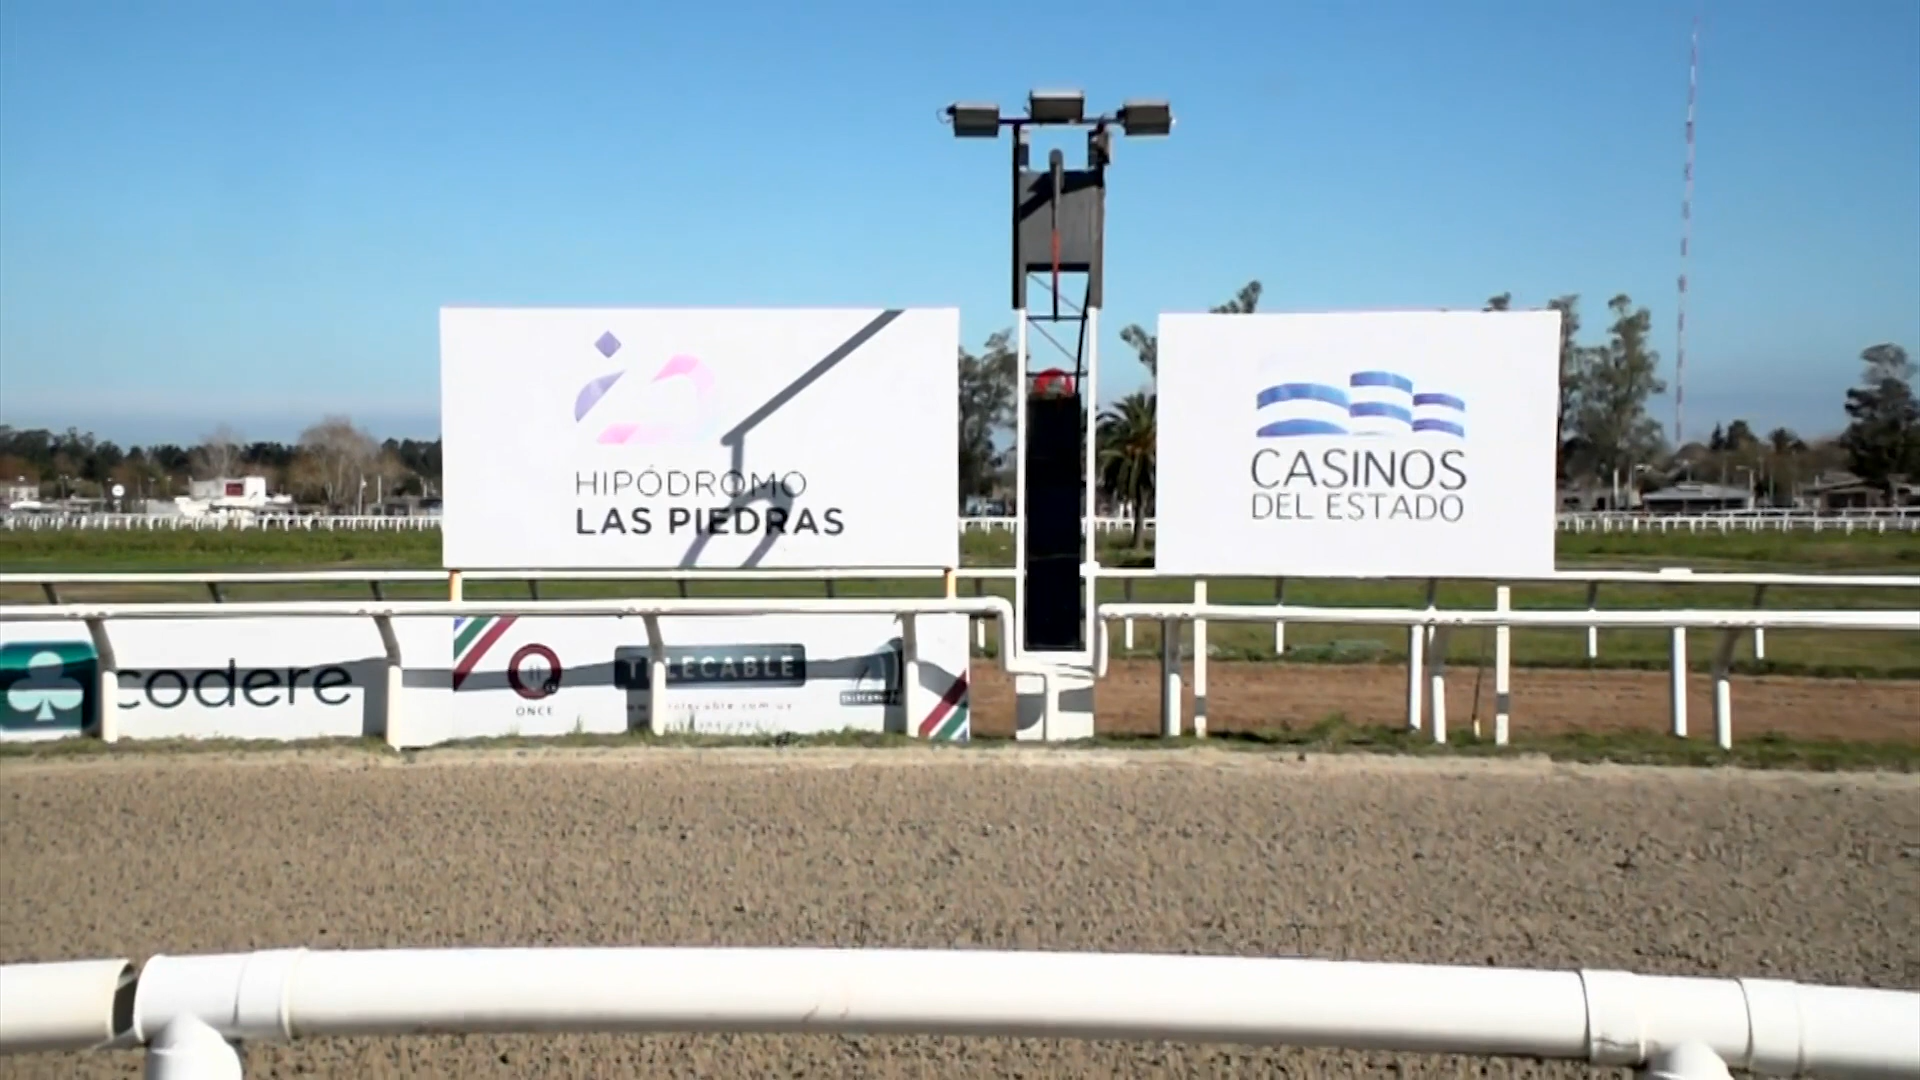 HIPÓDROMO
LAS PIEDRAS
CASINOS
DEL ESTADO
codere
ONCE
TELECABLE